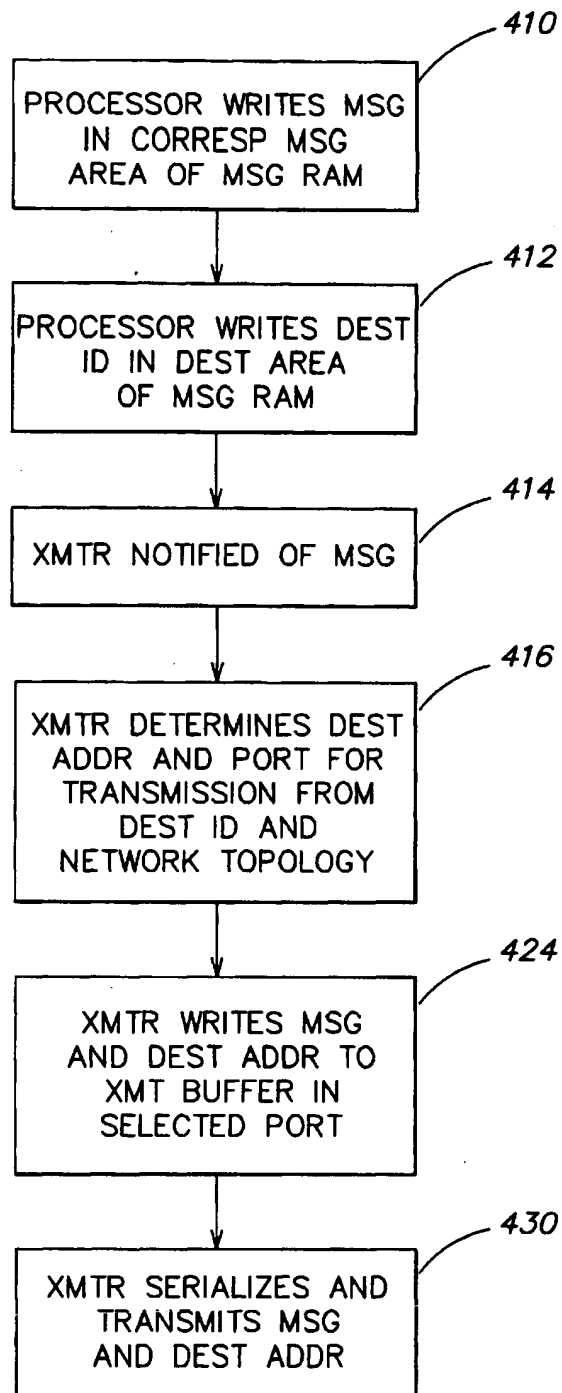 410
PROCESSOR WRITES MSG
IN CORRESP MSG
AREA OF MSG RAM
412
PROCESSOR WRITES DEST
ID IN DEST AREA
OF MSG RAM
414
XMTR NOTIFIED OF MSG
416
XMTR DETERMINES DEST
ADDR AND PORT FOR
TRANSMISSION FROM
DEST ID AND
NETWORK TOPOLOGY
424
XMTR WRITES MSG
AND DEST ADDR TO
XMT BUFFER IN
SELECTED PORT
430
XMTR SERIALIZES AND
TRANSMITS MSG
AND DEST ADDR